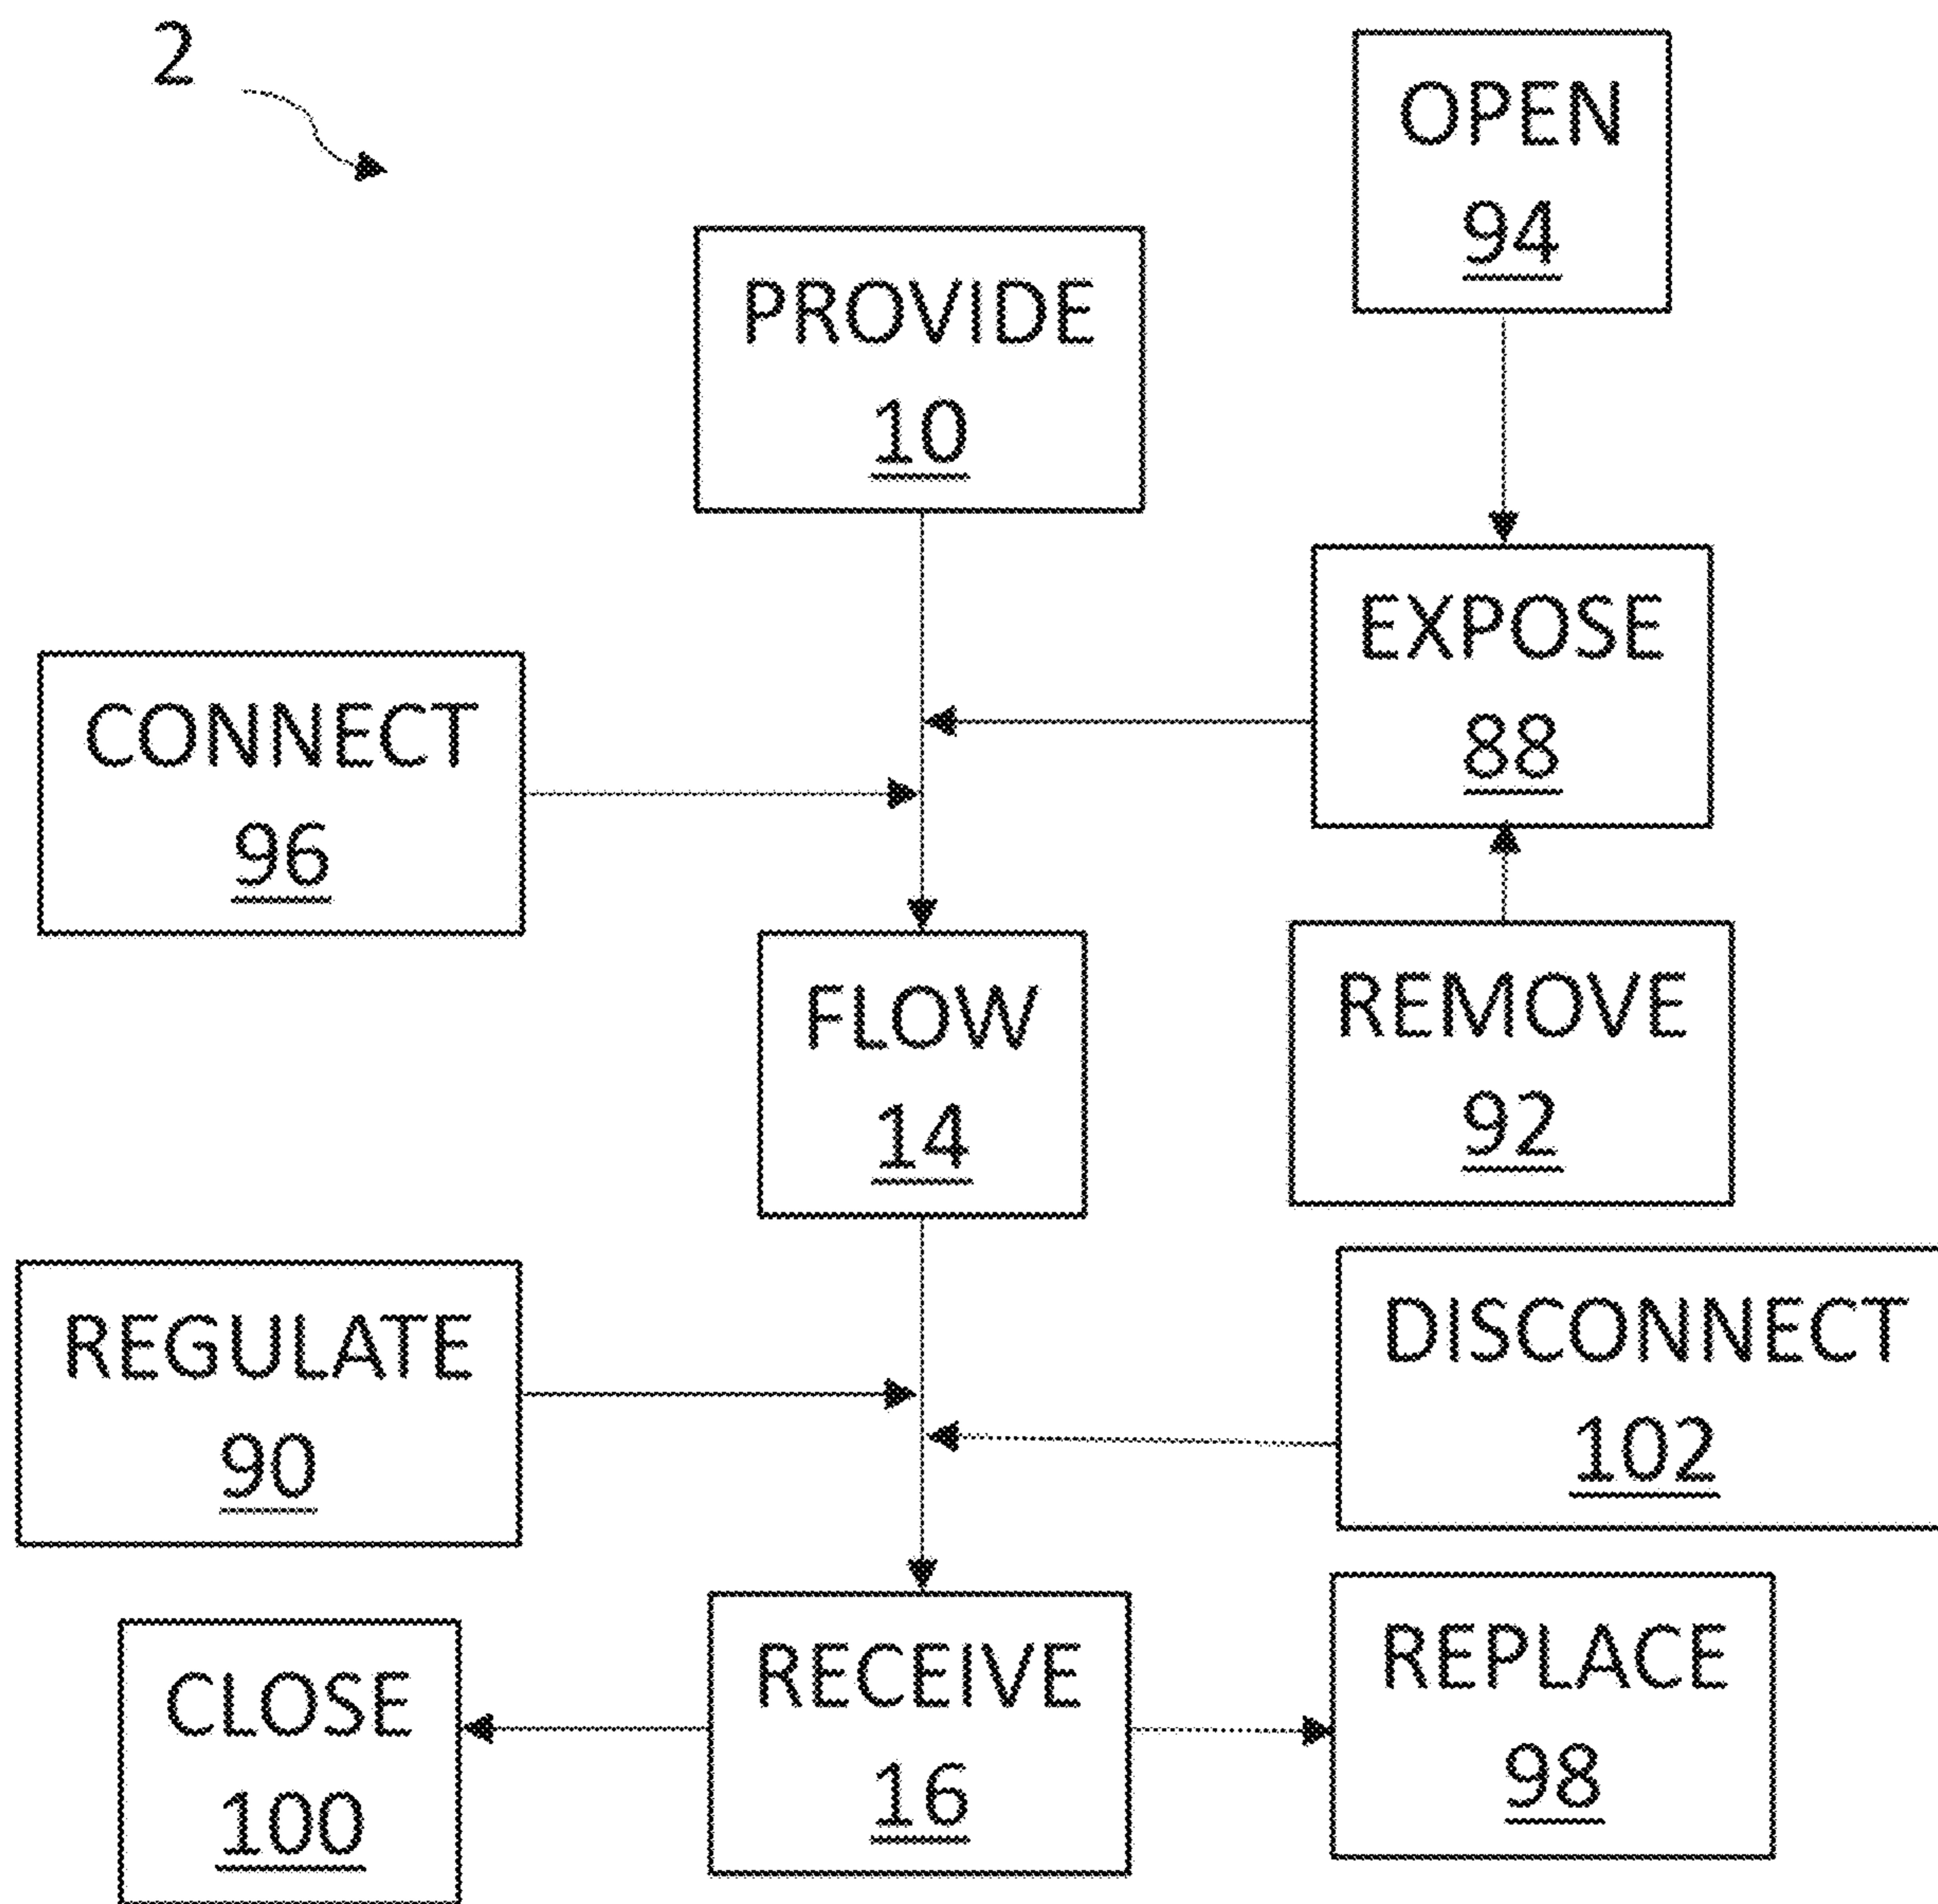 2
OPEN
94
PROVIDE
10
EXPOSE
88
CONNECT
96
FLOW
14
REMOVE
92
REGULATE
90
DISCONNECT
102
CLOSE
100
RECEIVE
16
REPLACE
98